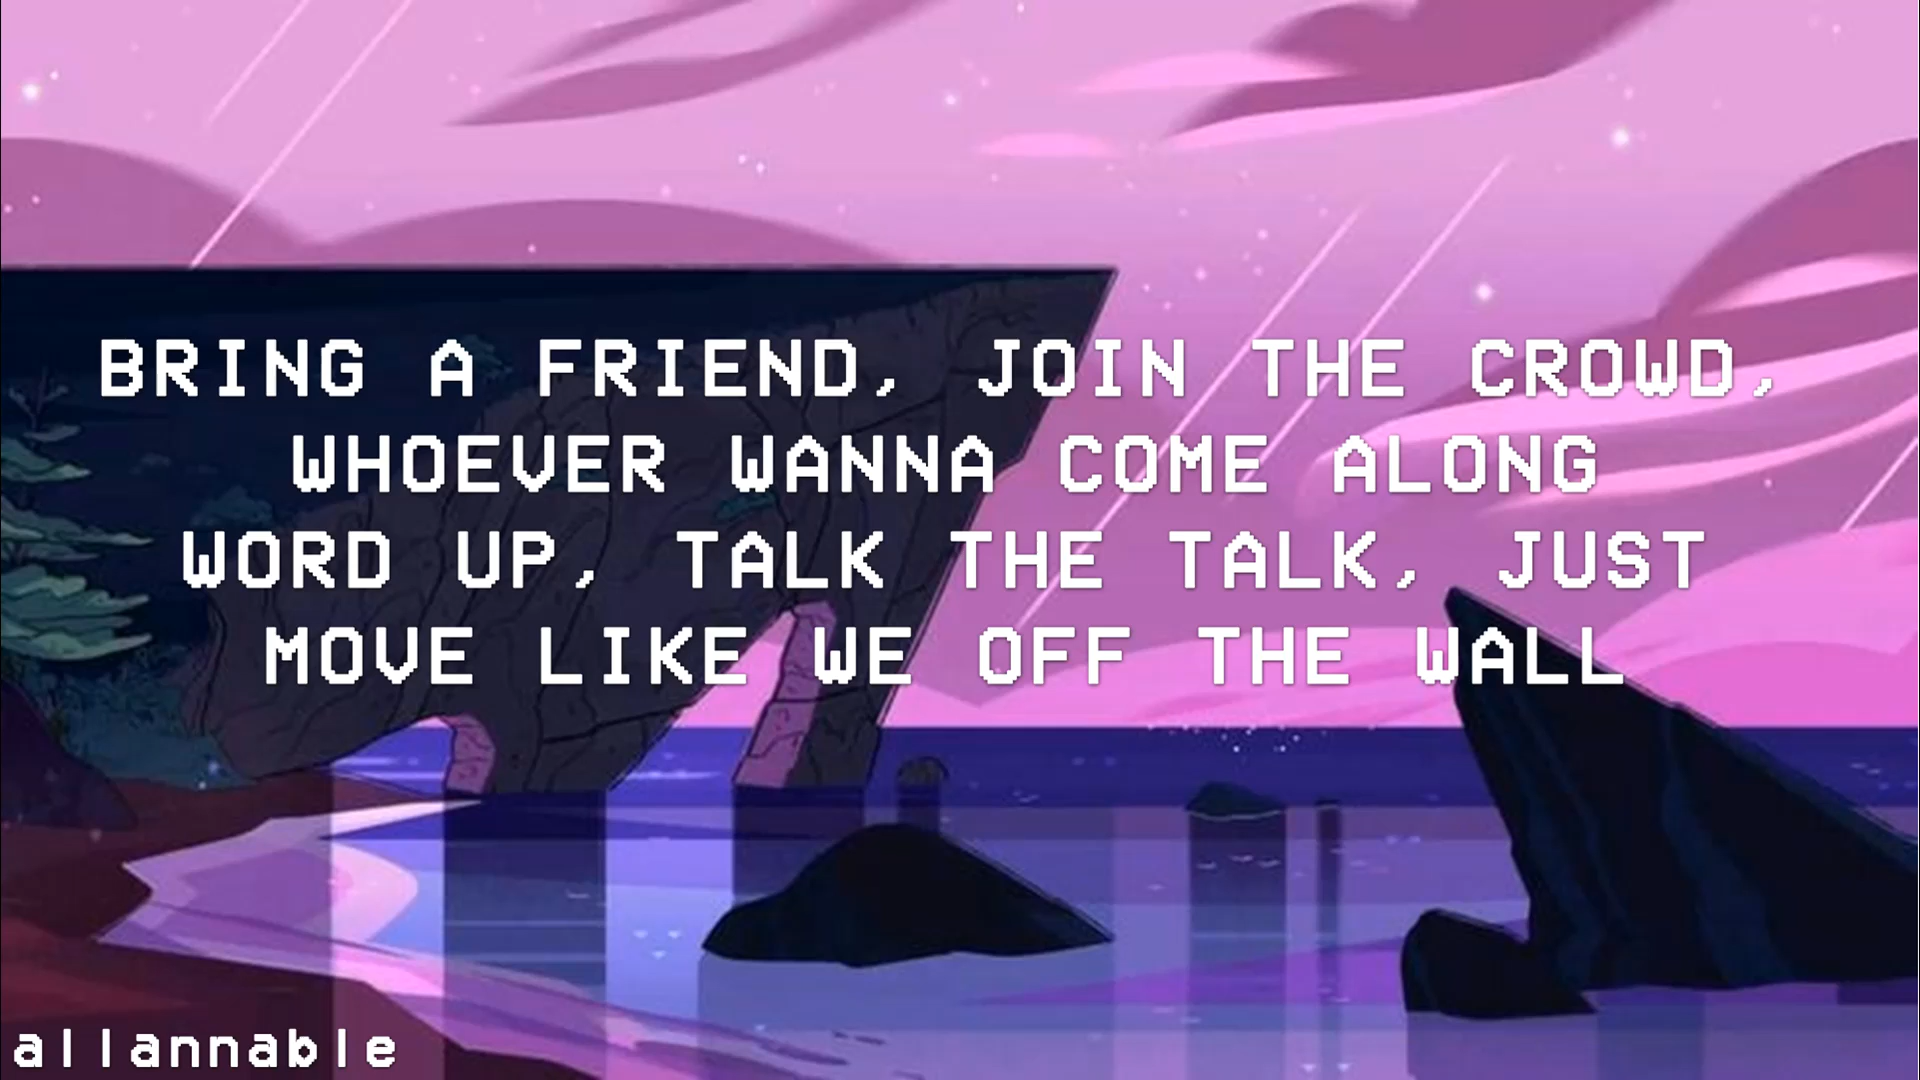 BRING A FRIEND, JOIN THE CROWD,
WHOEVER WANNA COME ALONG
WORD UP, TALK THE TALK, JUST
MOVE LIKE WE OFF THE WALL
allannable